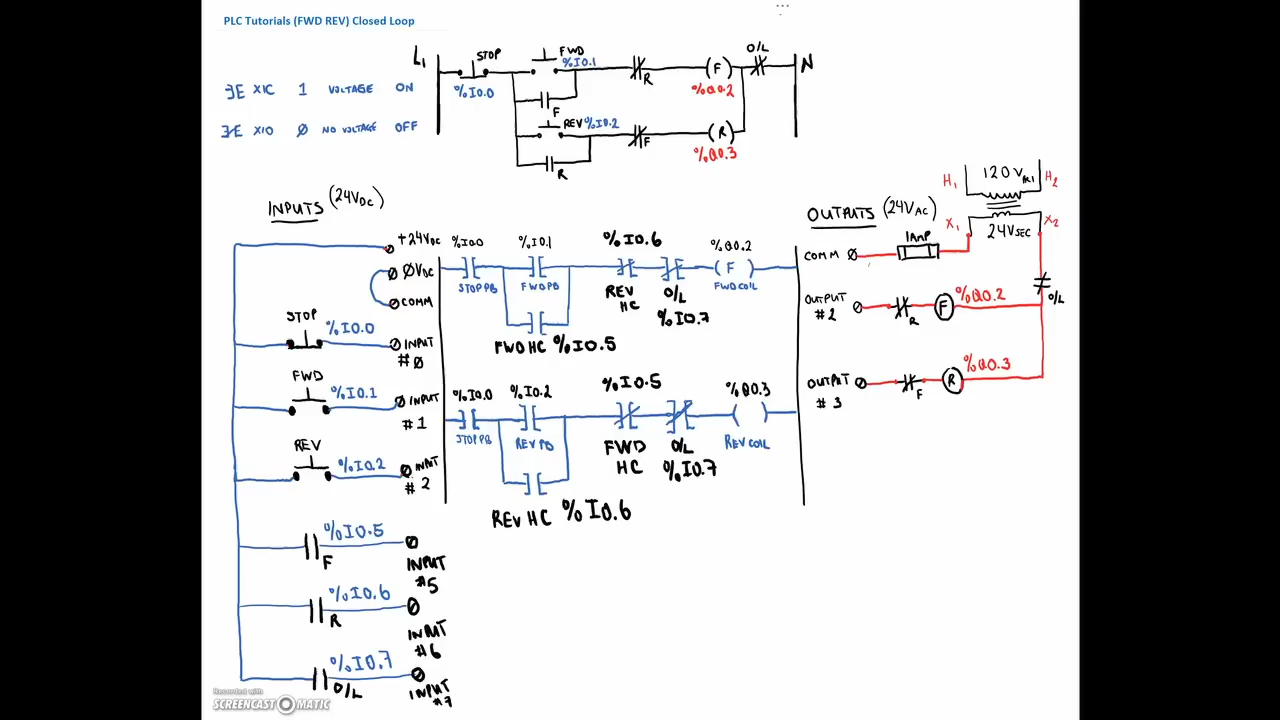 PLC Tutorials (FWD REV) Closed Loop
L1
STOP
%I0.0
FWD
%I0.1
F
R
F
%Q0.2
O/L
N
REV %I0.2
R
F
R
%Q0.3
XIC 1 VOLTAGE ON
XIO 0 NO VOLTAGE OFF
INPUTS (24VDC)
+24VDC
0VDC
COMM
STOP
%I0.0
INPUT
#0
FWD
%I0.1
INPUT
#1
REV
%I0.2
INPUT
#2
%I0.5
F
INPUT
#5
%I0.6
R
INPUT
#6
%I0.7
O/L
INPUT
#7
%I0.0
STOP PB
%I0.1
FWD PB
%I0.6
REV
HC
O/L
%I0.7
%Q0.2
F
FWD COIL
FWD HC %I0.5
%I0.0
STOP PB
%I0.2
REV PB
%I0.5
FWD
HC
O/L
%I0.7
%Q0.3
REV COIL
REV HC %I0.6
OUTPUTS (24VAC)
H1
120VPRI
H2
X1
24VSEC
X2
COMM
1AMP
O/L
OUTPUT
#2
R
F
%Q0.2
OUTPUT
#3
F
R
%Q0.3
Recorded with
SCREENCAST-O-MATIC